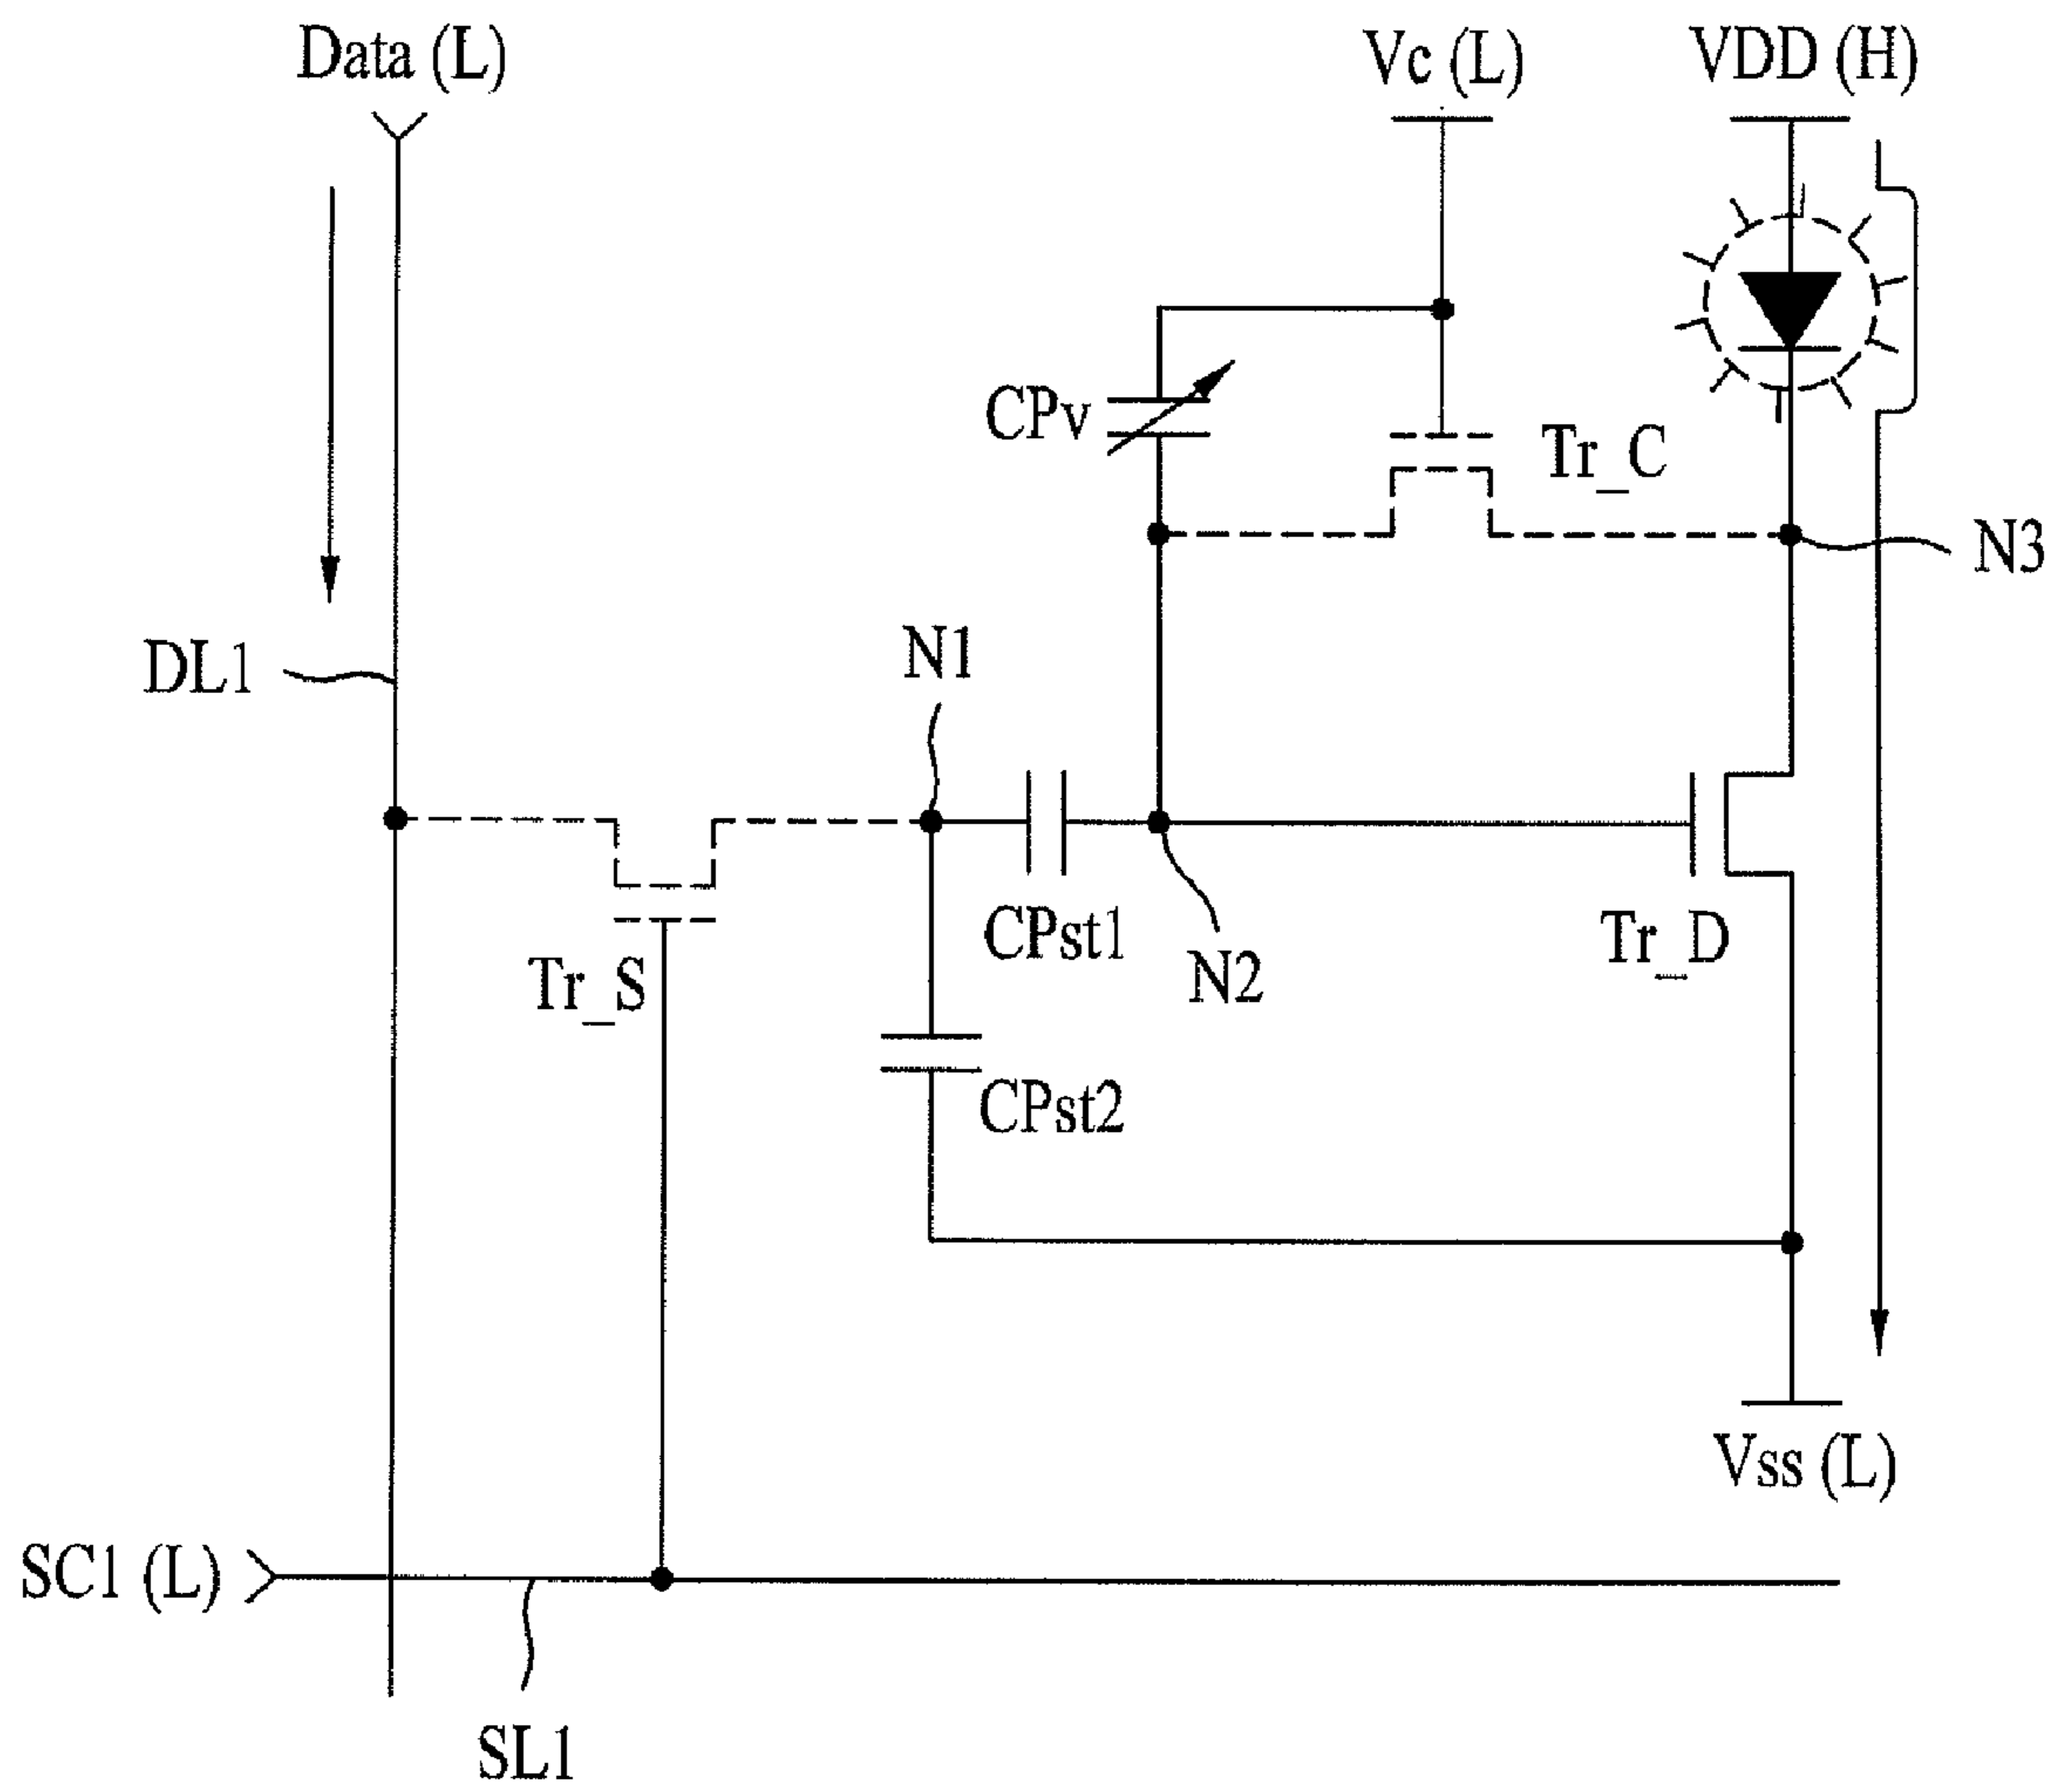 Data (L)
Vc (L)
VDD (H)
CPv
Tr_C
N3
DL1
N1
CPst1
N2
Tr_D
Tr_S
CPst2
Vss (L)
SC1 (L)
SL1